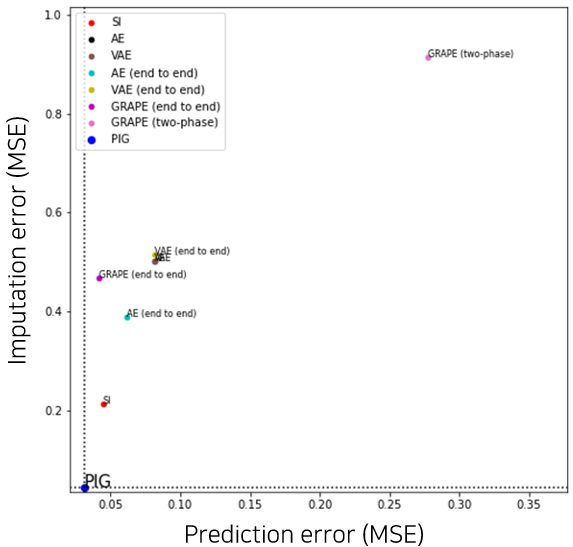 1.0
0.8
0.6
0.4
0.2
Imputation error (MSE)
SI
AE
VAE
AE (end to end)
VAE (end to end)
GRAPE (end to end)
GRAPE (two-phase)
PIG
GRAPE (two-phase)
VAE (end to end)
GRAPE (end to end)
AE (end to end)
SI
PIG
0.05 0.10 0.15 0.20 0.25 0.30 0.35
Prediction error (MSE)